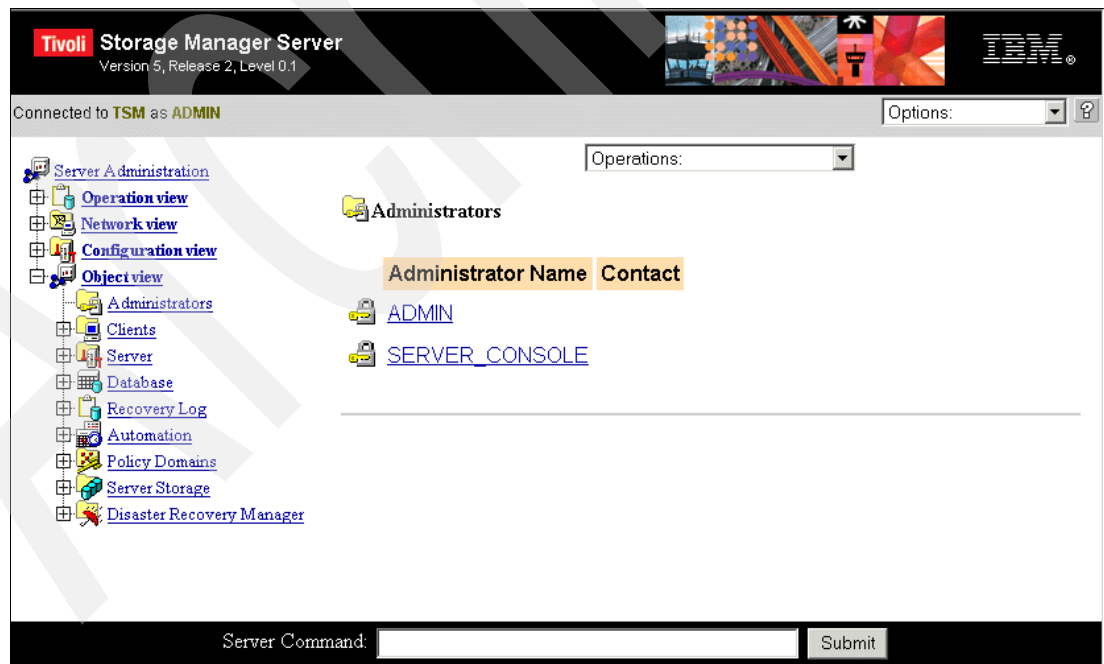 Tivoli Storage Manager Server
Version 5, Release 2, Level 0.1
IBM®
Connected to TSM as ADMIN
Options:
?
Operations:
Server Administration
Operation view
Network view
Configuration view
Object view
Administrators
Clients
Server
Database
Recovery Log
Automation
Policy Domains
Server Storage
Disaster Recovery Manager
Administrators
Administrator Name Contact
ADMIN
SERVER_CONSOLE
Server Command:
Submit